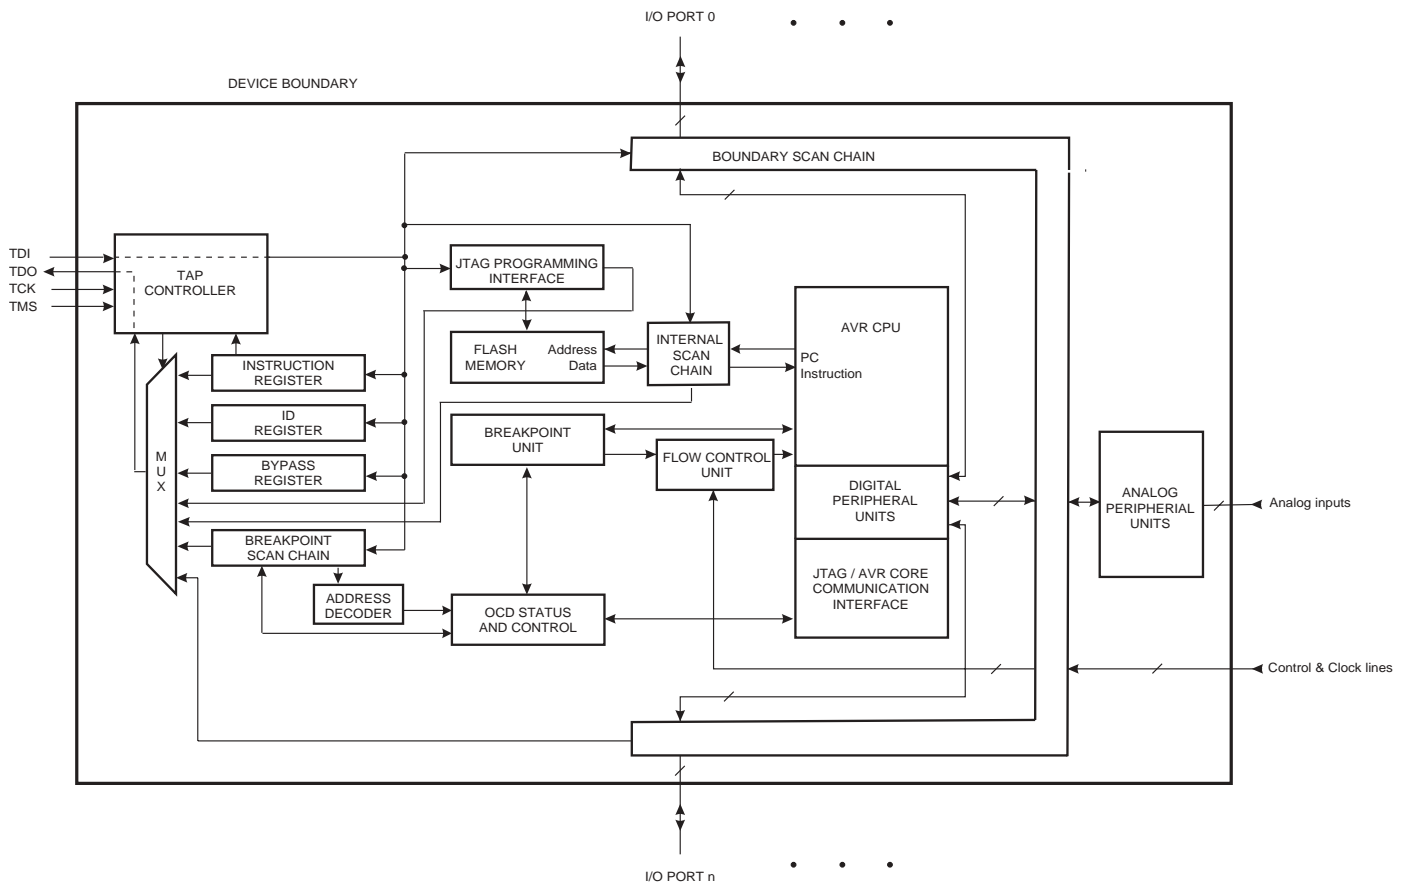 I/O PORT 0
DEVICE BOUNDARY
BOUNDARY SCAN CHAIN
TDI
TDO
TCK
TMS
TAP
CONTROLLER
JTAG PROGRAMMING
INTERFACE
AVR CPU
FLASH
MEMORY
Address
Data
INTERNAL
SCAN
CHAIN
PC
Instruction
INSTRUCTION
REGISTER
ID
REGISTER
BREAKPOINT
UNIT
FLOW CONTROL
UNIT
M
U
X
BYPASS
REGISTER
DIGITAL
PERIPHERAL
UNITS
ANALOG
PERIPHERIAL
UNITS
Analog inputs
BREAKPOINT
SCAN CHAIN
JTAG / AVR CORE
COMMUNICATION
INTERFACE
ADDRESS
DECODER
OCD STATUS
AND CONTROL
Control & Clock lines
I/O PORT n